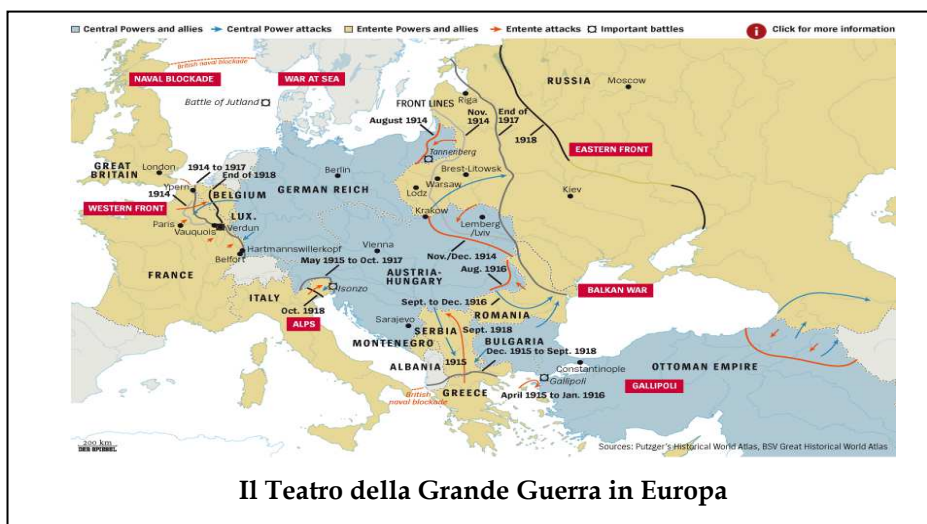 Central Powers and allies Central Power attacks Entente Powers and allies Entente attacks Important battles i Click for more information
British naval blockade
NAVAL BLOCKADE
WAR AT SEA
Battle of Jutland
RUSSIA
Moscow
FRONT LINES
Riga
August 1914
Nov.
1914
End of
1917
1918
EASTERN FRONT
Tannenberg
GREAT
BRITAIN
London
1914 to 1917
End of 1918
Ypern
1914
BELGIUM
Berlin
GERMAN REICH
Brest-Litowsk
Warsaw
Lodz
Kiev
WESTERN FRONT
LUX.
Paris
Verdun
Vauquois
Krakow
Lemberg
/Lviv
Hartmannswillerkopf
Belfort
Vienna
May 1915 to Oct. 1917
Nov./Dec. 1914
FRANCE
AUSTRIA-
HUNGARY
Aug. 1916
ITALY
Isonzo
BALKAN WAR
Oct. 1918
Sept. to Dec. 1916
ROMANIA
ALPS
Sarajevo
SERBIA
Sept. 1918
MONTENEGRO
BULGARIA
ALBANIA
1915
Dec. 1915 to Sept. 1918
Constantinople
OTTOMAN EMPIRE
Gallipoli
GALLIPOLI
GREECE
British
naval blockade
April 1915 to Jan. 1916
200 km
DER SPIEGEL
Sources: Putzger's Historical World Atlas, BSV Great Historical World Atlas
Il Teatro della Grande Guerra in Europa